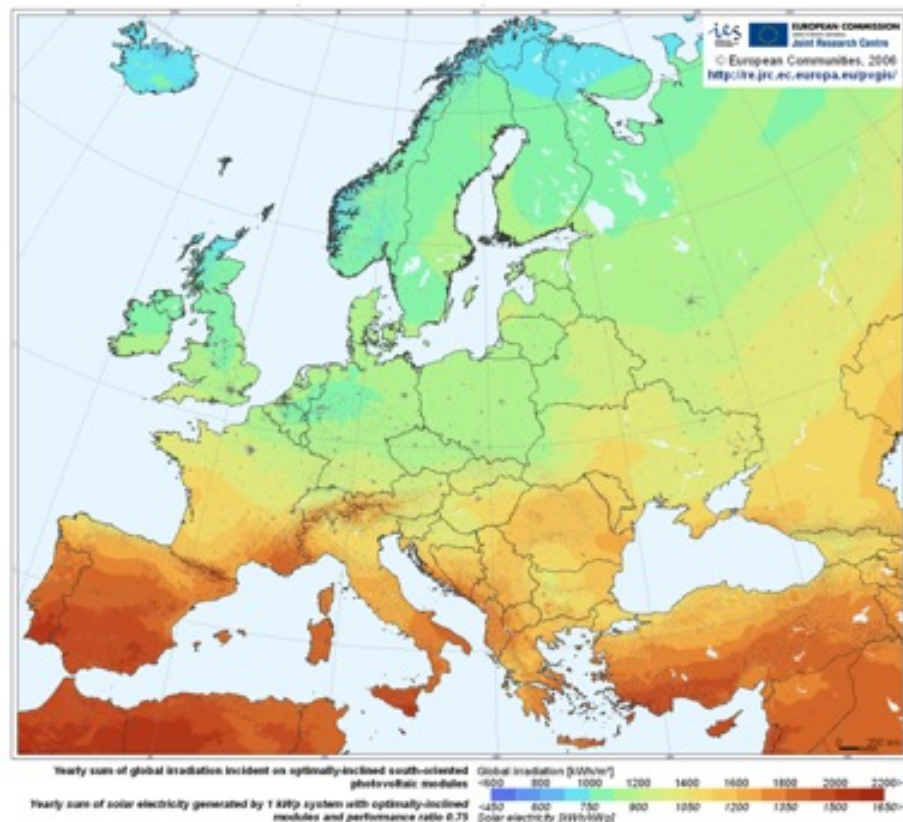 EUROPEAN COMMISSION
Joint Research Centre
© European Communities, 2006
http://re.jrc.ec.europa.eu/pvgis/
200 km
Yearly sum of global irradiation incident on optimally-inclined south-oriented
photovoltaic modules
Global irradiation [kWh/m²]
<600 800 1000 1200 1400 1600 1800 2000 2200>
Yearly sum of solar electricity generated by 1 kWp system with optimally-inclined
modules and performance ratio 0.75
<450 600 750 900 1050 1200 1350 1500 1650>
Solar electricity [kWh/kWp]